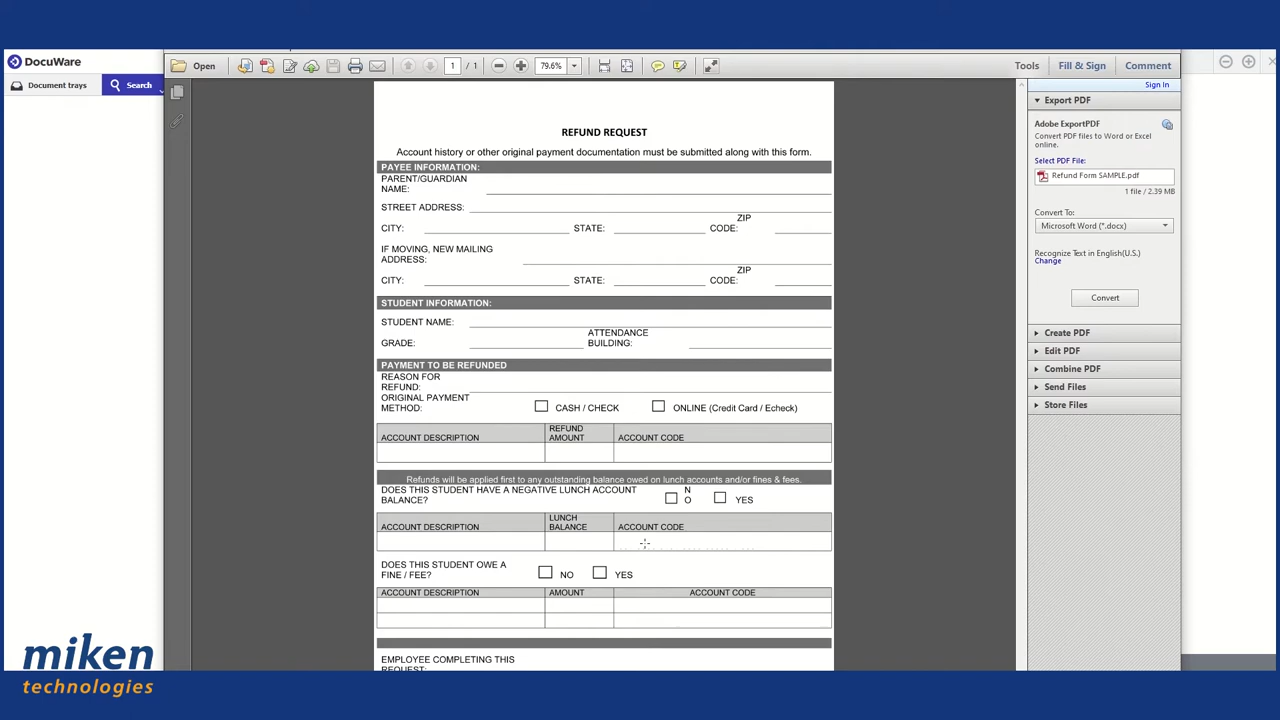 DocuWare
Open
1 / 1
79.6%
Tools
Fill & Sign
Comment
Document trays
Search
Sign In
Export PDF
Adobe ExportPDF
Convert PDF files to Word or Excel
online.
Select PDF File:
Refund Form SAMPLE.pdf
1 file / 2.39 MB
Convert To:
Microsoft Word (*.docx)
Recognize Text in English(U.S.)
Change
Convert
Create PDF
Edit PDF
Combine PDF
Send Files
Store Files
REFUND REQUEST
Account history or other original payment documentation must be submitted along with this form.
PAYEE INFORMATION:
PARENT/GUARDIAN
NAME:
STREET ADDRESS:
CITY: STATE: ZIP CODE:
IF MOVING, NEW MAILING
ADDRESS:
CITY: STATE: ZIP CODE:
STUDENT INFORMATION:
STUDENT NAME:
GRADE: ATTENDANCE BUILDING:
PAYMENT TO BE REFUNDED
REASON FOR
REFUND:
ORIGINAL PAYMENT
METHOD: CASH / CHECK ONLINE (Credit Card / Echeck)
ACCOUNT DESCRIPTION REFUND AMOUNT ACCOUNT CODE
Refunds will be applied first to any outstanding balance owed on lunch accounts and/or fines & fees.
DOES THIS STUDENT HAVE A NEGATIVE LUNCH ACCOUNT
BALANCE? NO YES
ACCOUNT DESCRIPTION LUNCH BALANCE ACCOUNT CODE
DOES THIS STUDENT OWE A
FINE / FEE? NO YES
ACCOUNT DESCRIPTION AMOUNT ACCOUNT CODE
EMPLOYEE COMPLETING THIS
REQUEST:
miken
technologies